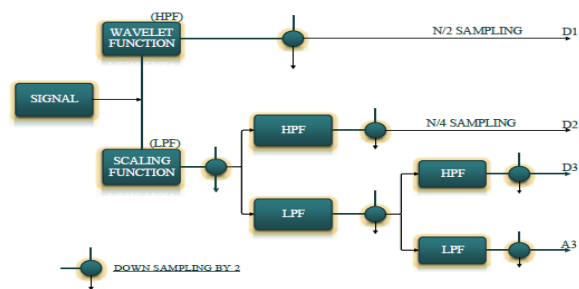 (HPF)
WAVELET
FUNCTION
N/2 SAMPLING
D1
SIGNAL
HPF
N/4 SAMPLING
D2
(LPF)
SCALING
FUNCTION
HPF
D3
LPF
LPF
A3
DOWN SAMPLING BY 2